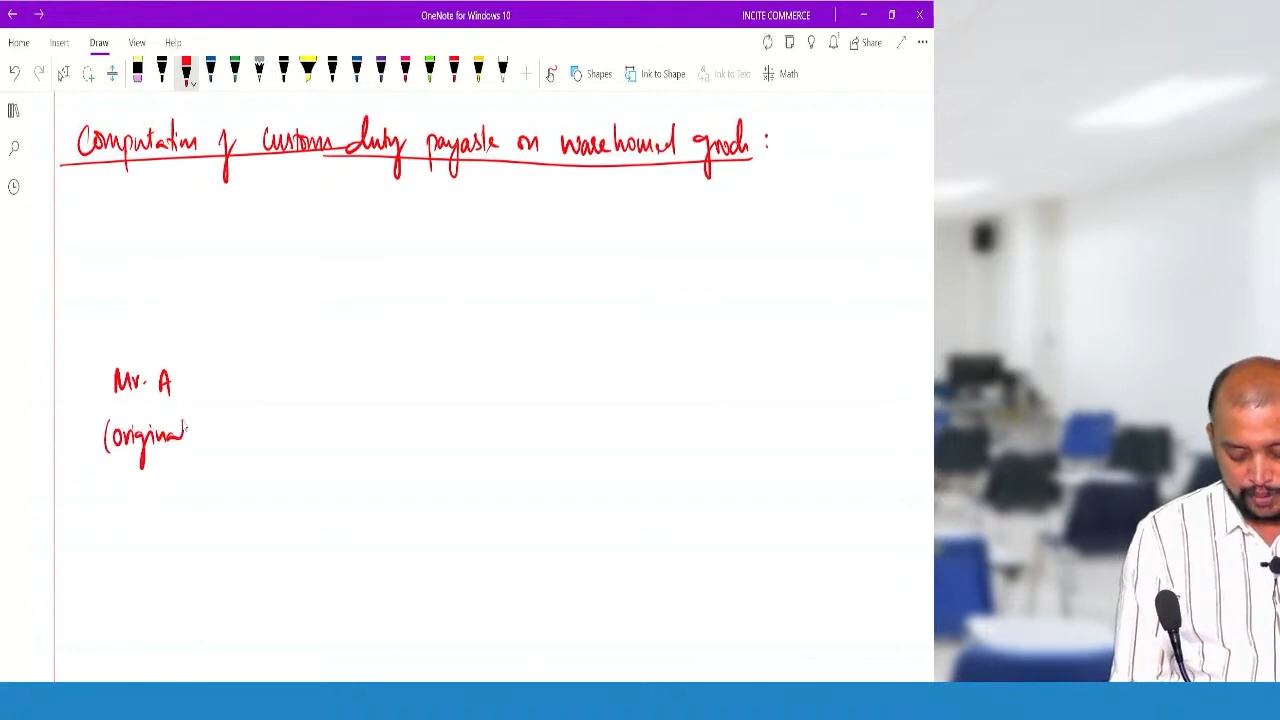 OneNote for Windows 10
INCITE COMMERCE
Home Insert Draw View Help
Share
Shapes Ink to Shape Ink to Text Math
Computation of custom duty payable on warehoused goods :
Mr. A
(original